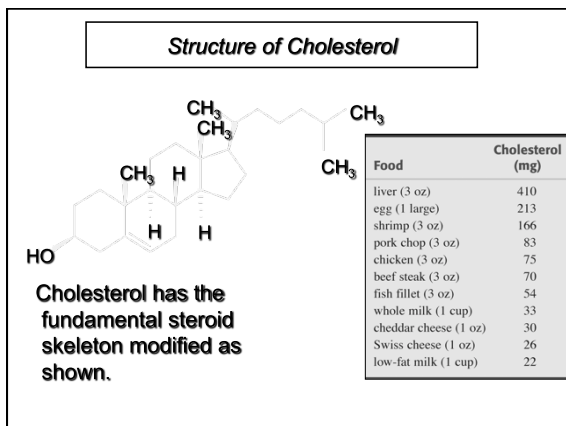 Structure of Cholesterol
CH3
CH3
CH3
CH3
CH3
H
H
H
HO
Cholesterol has the
fundamental steroid
skeleton modified as
shown.
Cholesterol
Food (mg)
liver (3 oz) 410
egg (1 large) 213
shrimp (3 oz) 166
pork chop (3 oz) 83
chicken (3 oz) 75
beef steak (3 oz) 70
fish fillet (3 oz) 54
whole milk (1 cup) 33
cheddar cheese (1 oz) 30
Swiss cheese (1 oz) 26
low-fat milk (1 cup) 22